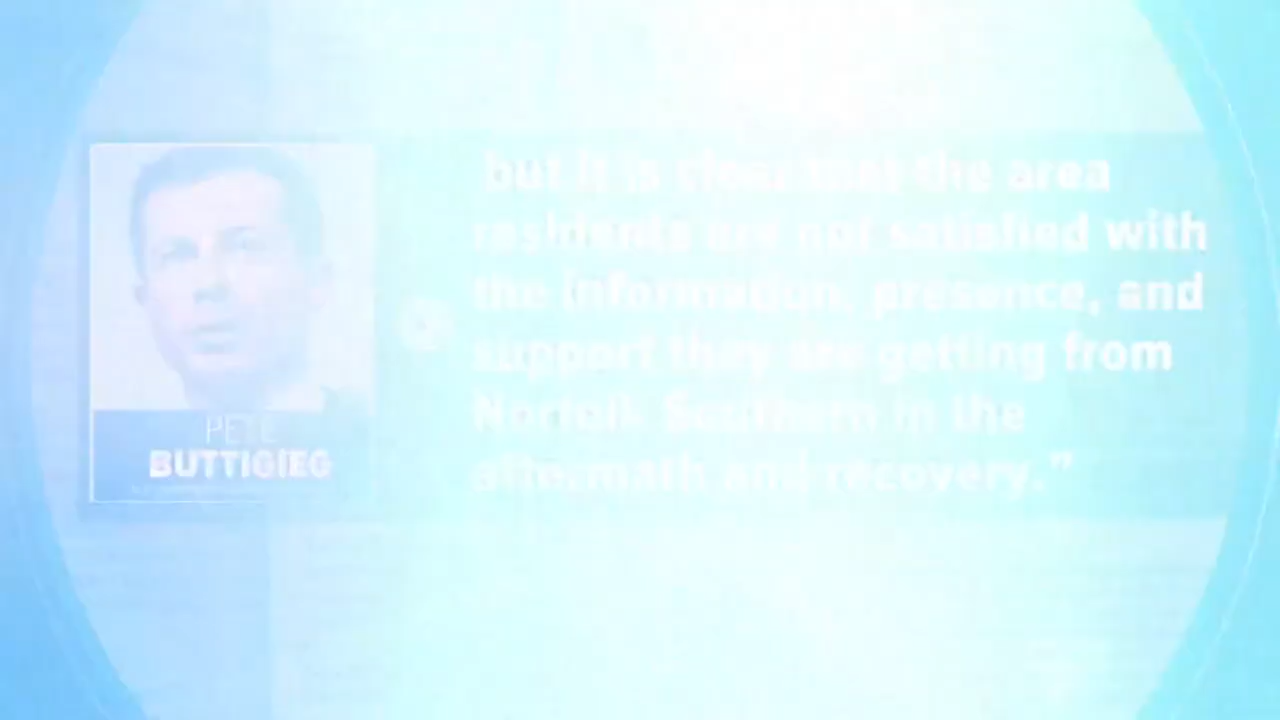 PETE
BUTTIGIEG
but it is clear that the area
residents are not satisfied with
the information, presence, and
support they are getting from
Norfolk Southern in the
aftermath and recovery.”